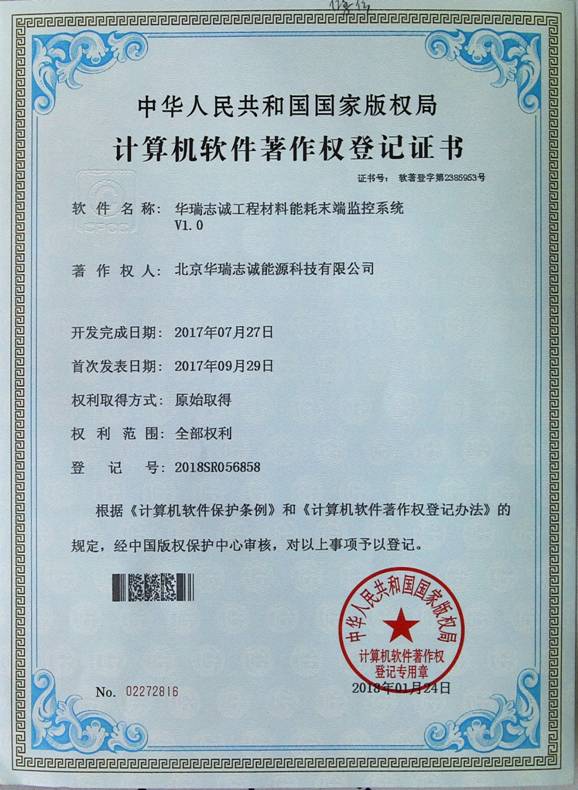 中华人民共和国国家版权局
计算机软件著作权登记证书
证书号： 软著登字第2385953号
软件名称： 华瑞志诚工程材料能耗末端监控系统
V1.0
著作权人： 北京华瑞志诚能源科技有限公司
开发完成日期： 2017年07月27日
首次发表日期： 2017年09月29日
权利取得方式： 原始取得
权利范围： 全部权利
登记号： 2018SR056858
根据《计算机软件保护条例》和《计算机软件著作权登记办法》的
规定，经中国版权保护中心审核，对以上事项予以登记。
中华人民共和国国家版权局
计算机软件著作权
登记专用章
No. 02272816
2018年01月24日